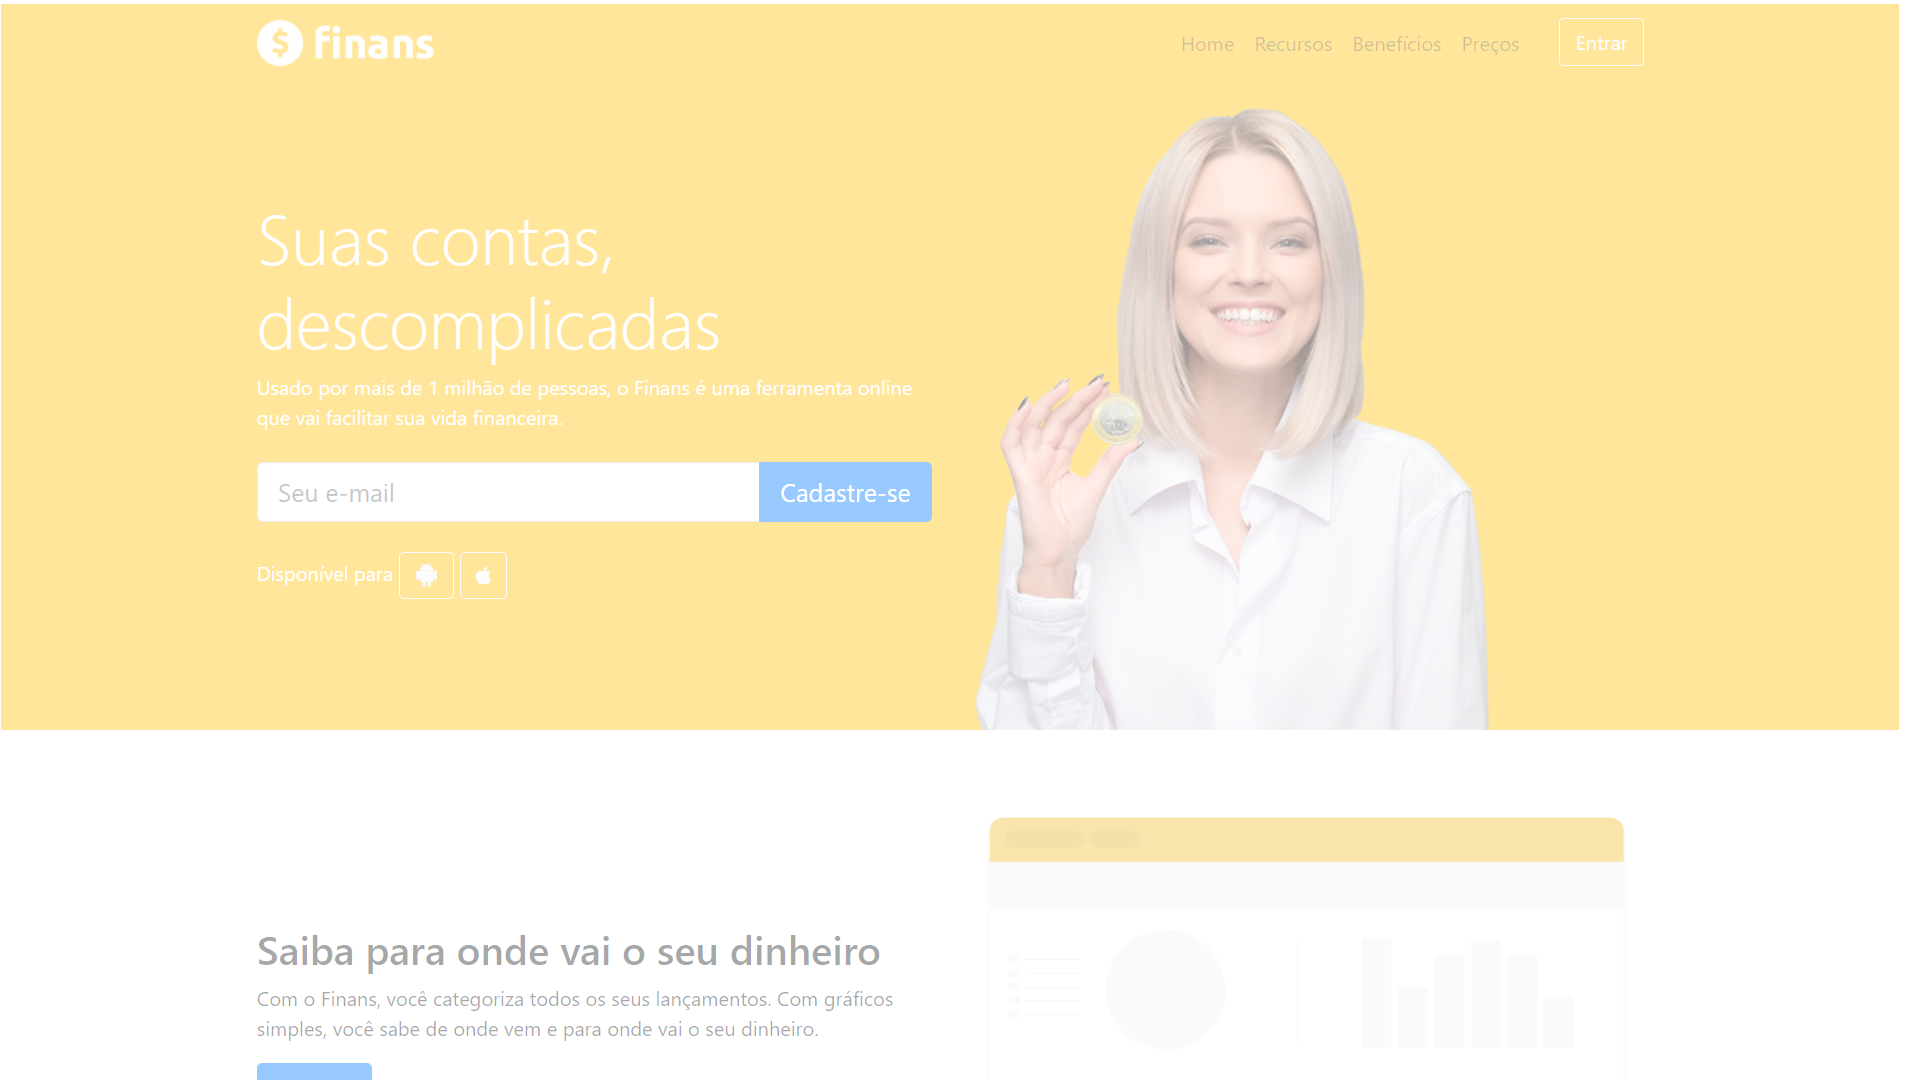 finans
Home Recursos Benefícios Preços Entrar
Suas contas,
descomplicadas
Usado por mais de 1 milhão de pessoas, o Finans é uma ferramenta online
que vai facilitar sua vida financeira.
Seu e-mail Cadastre-se
Disponível para
Saiba para onde vai o seu dinheiro
Com o Finans, você categoriza todos os seus lançamentos. Com gráficos
simples, você sabe de onde vem e para onde vai o seu dinheiro.